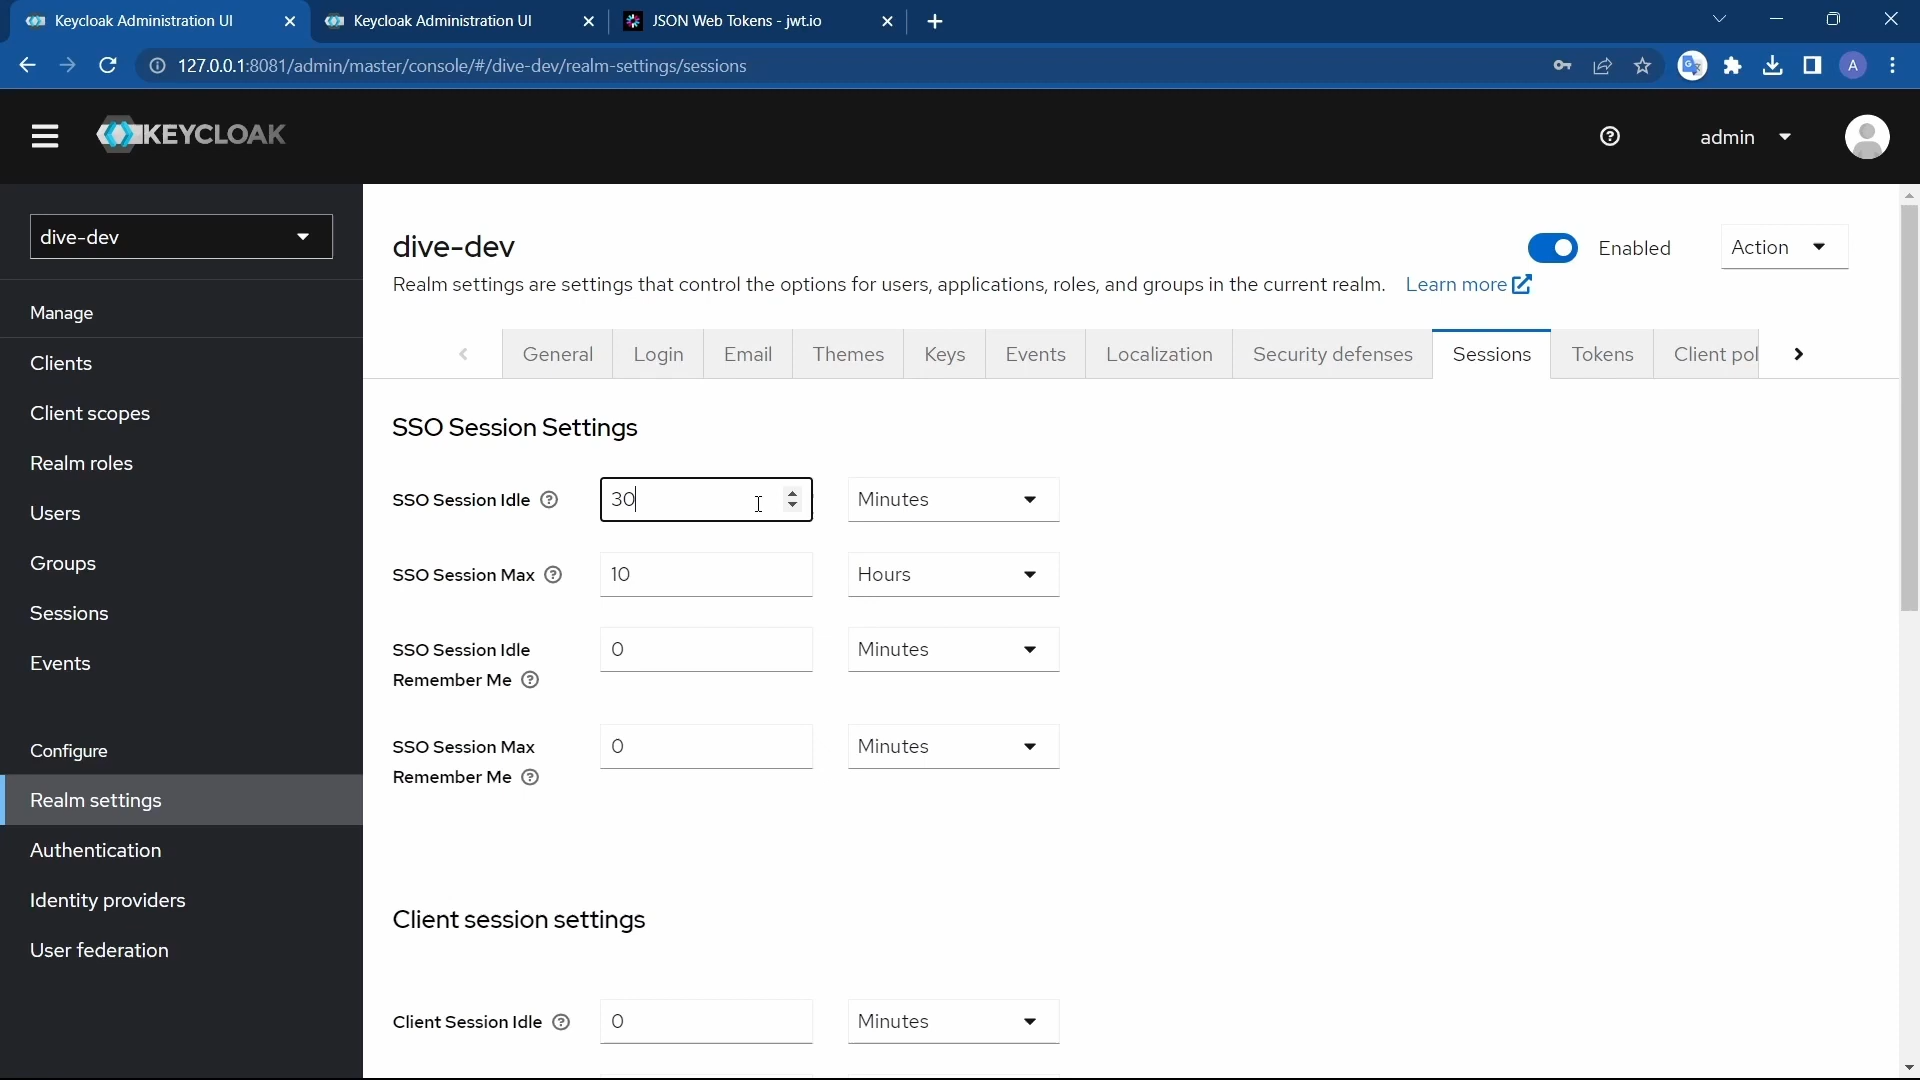 Keycloak Administration UI
Keycloak Administration UI
JSON Web Tokens - jwt.io
127.0.0.1:8081/admin/master/console/#/dive-dev/realm-settings/sessions
A
KEYCLOAK
admin
dive-dev
Manage
Clients
Client scopes
Realm roles
Users
Groups
Sessions
Events
Configure
Realm settings
Authentication
Identity providers
User federation
dive-dev
Enabled
Action
Realm settings are settings that control the options for users, applications, roles, and groups in the current realm. Learn more
General Login Email Themes Keys Events Localization Security defenses Sessions Tokens Client pol
SSO Session Settings
SSO Session Idle 30 Minutes
SSO Session Max 10 Hours
SSO Session Idle
Remember Me
0 Minutes
SSO Session Max
Remember Me
0 Minutes
Client session settings
Client Session Idle 0 Minutes